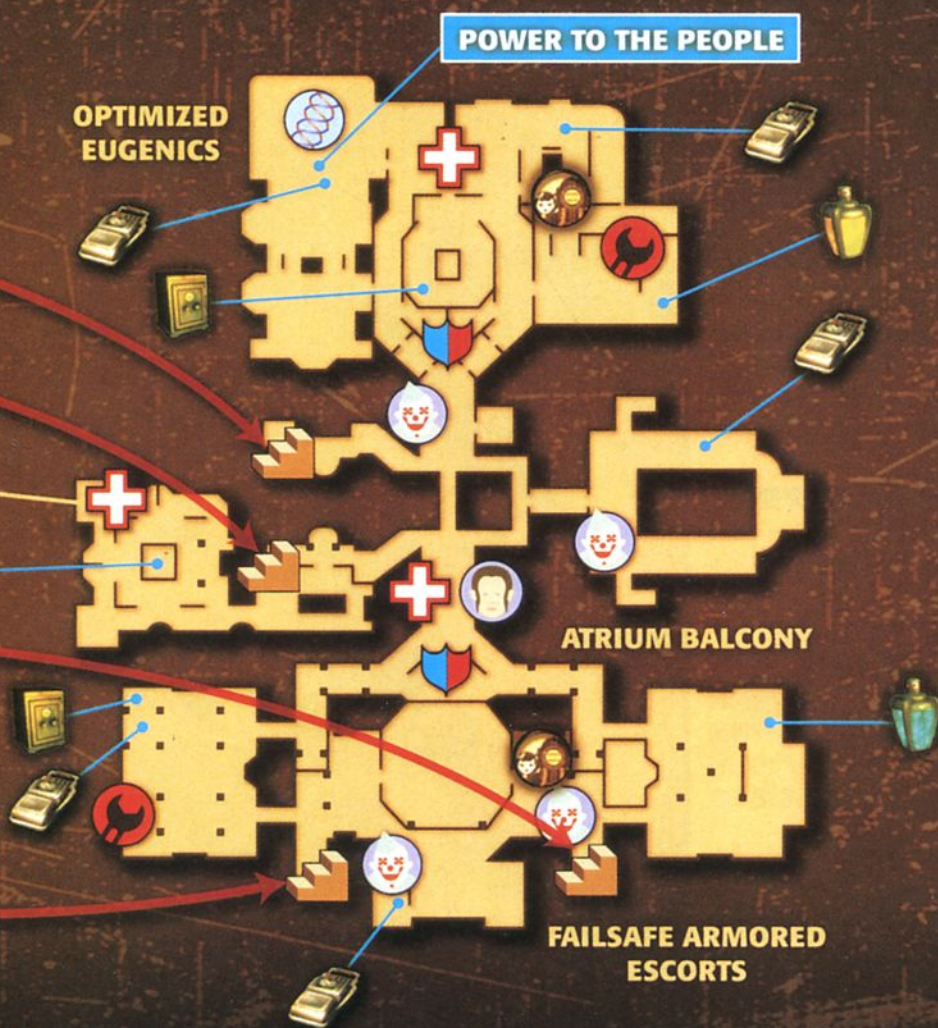 POWER TO THE PEOPLE
OPTIMIZED
EUGENICS
ATRIUM BALCONY
FAILSAFE ARMORED
ESCORTS